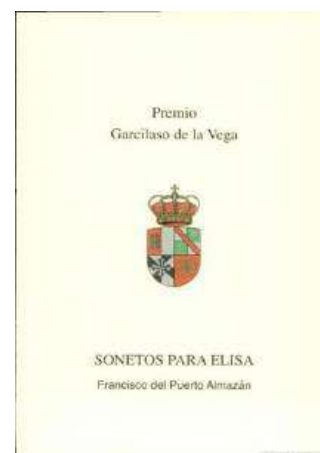 Premio
Garcilaso de la Vega
SONETOS PARA ELISA
Francisco del Puerto Almazán